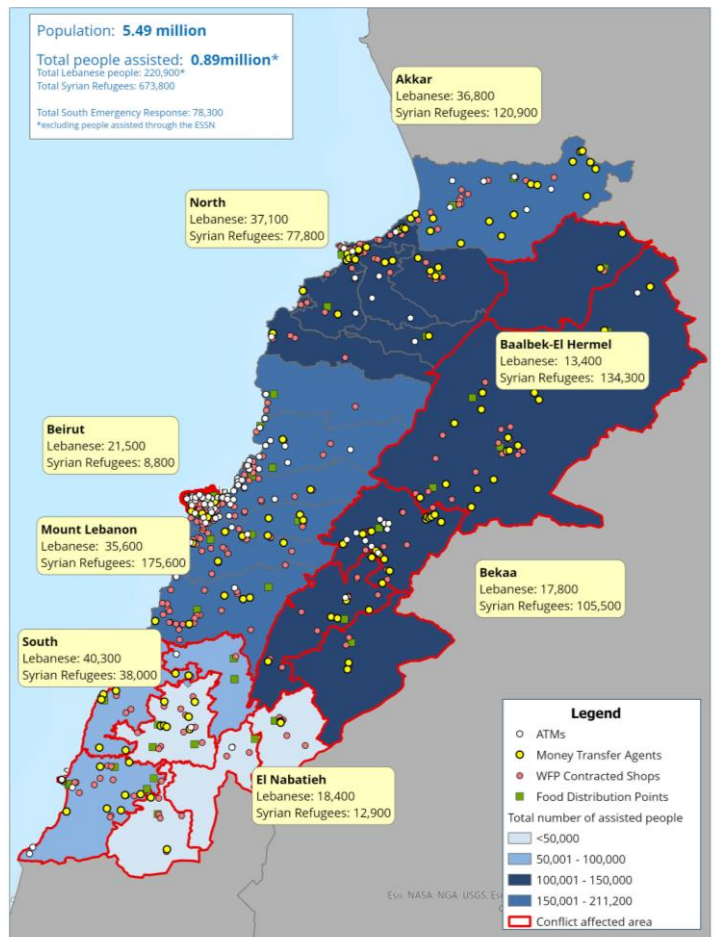 Population: 5.49 million
Total people assisted: 0.89million*
Total Lebanese people: 220,900*
Total Syrian Refugees: 673,800
Total South Emergency Response: 78,300
*excluding people assisted through the ESSN
Akkar
Lebanese: 36,800
Syrian Refugees: 120,900
North
Lebanese: 37,100
Syrian Refugees: 77,800
Baalbek-El Hermel
Lebanese: 13,400
Syrian Refugees: 134,300
Beirut
Lebanese: 21,500
Syrian Refugees: 8,800
Mount Lebanon
Lebanese: 35,600
Syrian Refugees: 175,600
Bekaa
Lebanese: 17,800
Syrian Refugees: 105,500
South
Lebanese: 40,300
Syrian Refugees: 38,000
El Nabatieh
Lebanese: 18,400
Syrian Refugees: 12,900
Legend
ATMs
Money Transfer Agents
WFP Contracted Shops
Food Distribution Points
Total number of assisted people
<50,000
50,001 - 100,000
100,001 - 150,000
150,001 - 211,200
Conflict affected area
Esri, NASA, NGA, USGS,